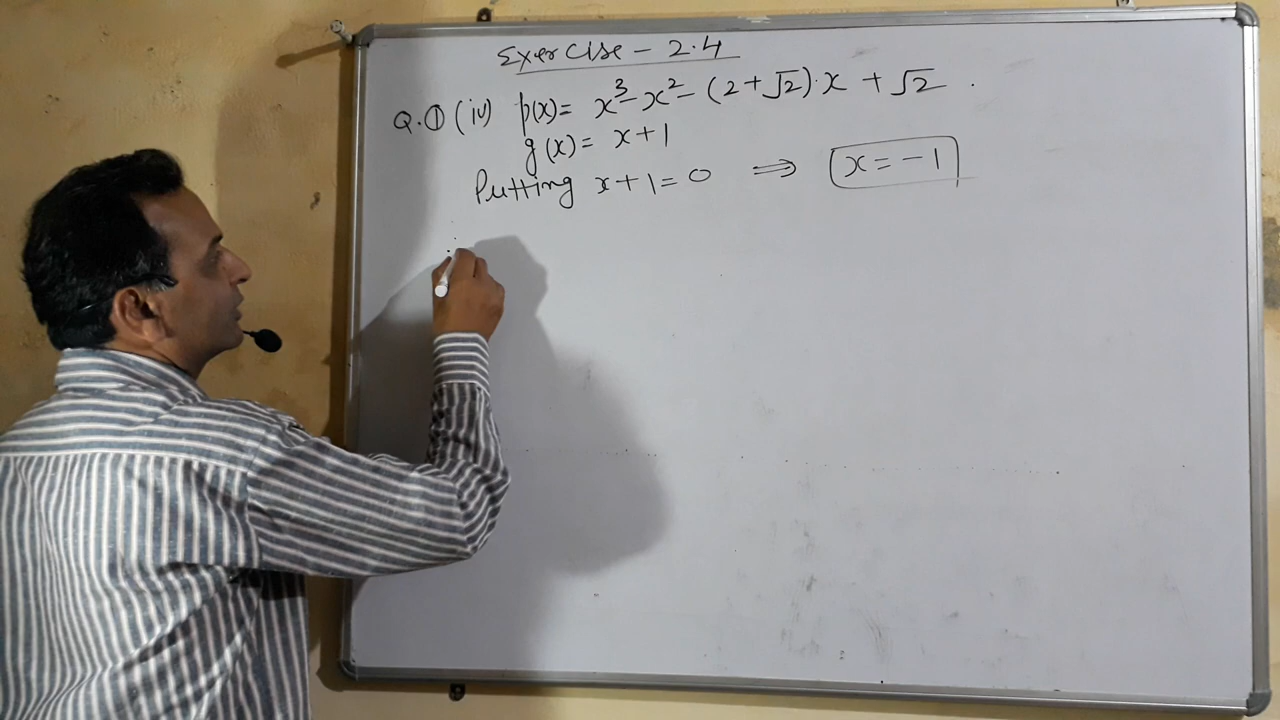 Exercise - 2.4
Q.① (iv) p(x) = x³ - x² - (2+√2).x + √2 .
g(x) = x+1
Putting x+1=0 ⟹ x = -1